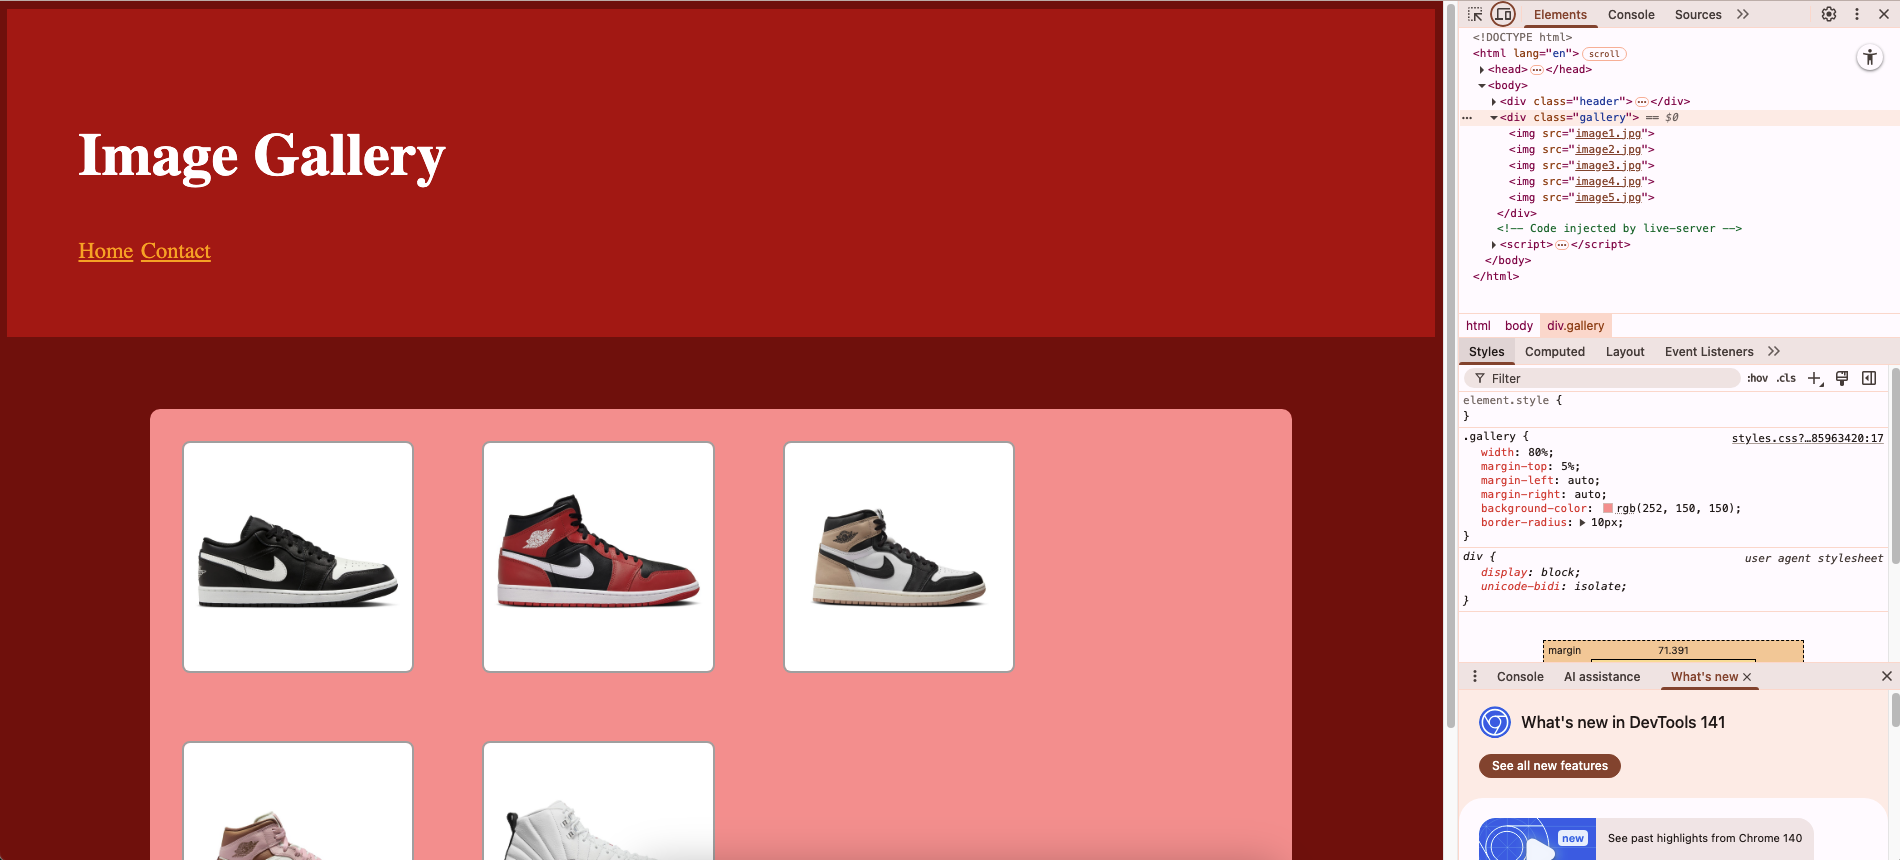 Image Gallery
Home Contact
Elements Console Sources
<!DOCTYPE html>
<html lang="en"> scroll
<head> ... </head>
<body>
<div class="header"> ... </div>
... <div class="gallery"> == $0
<img src="image1.jpg">
<img src="image2.jpg">
<img src="image3.jpg">
<img src="image4.jpg">
<img src="image5.jpg">
</div>
<!-- Code injected by live-server -->
<script> ... </script>
</body>
</html>
html body div.gallery
Styles Computed Layout Event Listeners
Filter :hov .cls
element.style {
}
.gallery { styles.css?…85963420:17
width: 80%;
margin-top: 5%;
margin-left: auto;
margin-right: auto;
background-color: rgb(252, 150, 150);
border-radius: 10px;
}
div { user agent stylesheet
display: block;
unicode-bidi: isolate;
}
margin 71.391
Console AI assistance What's new
What's new in DevTools 141
See all new features
new See past highlights from Chrome 140